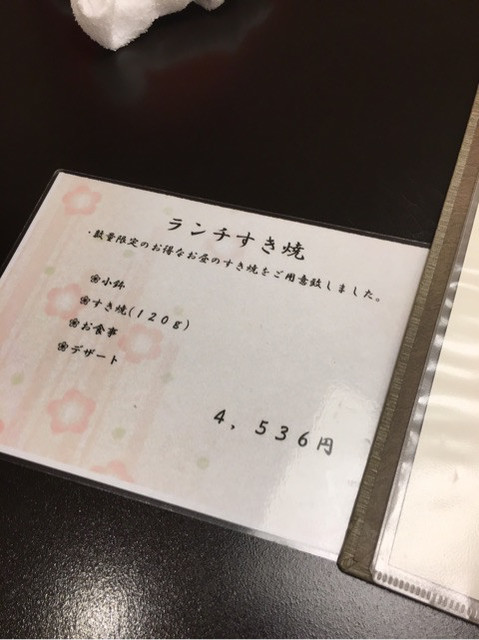 ランチすき焼
・数量限定のお得なお昼のすき焼をご用意致しました。
❀小鉢
❀すき焼(120g)
❀お食事
❀デザート
4,536円